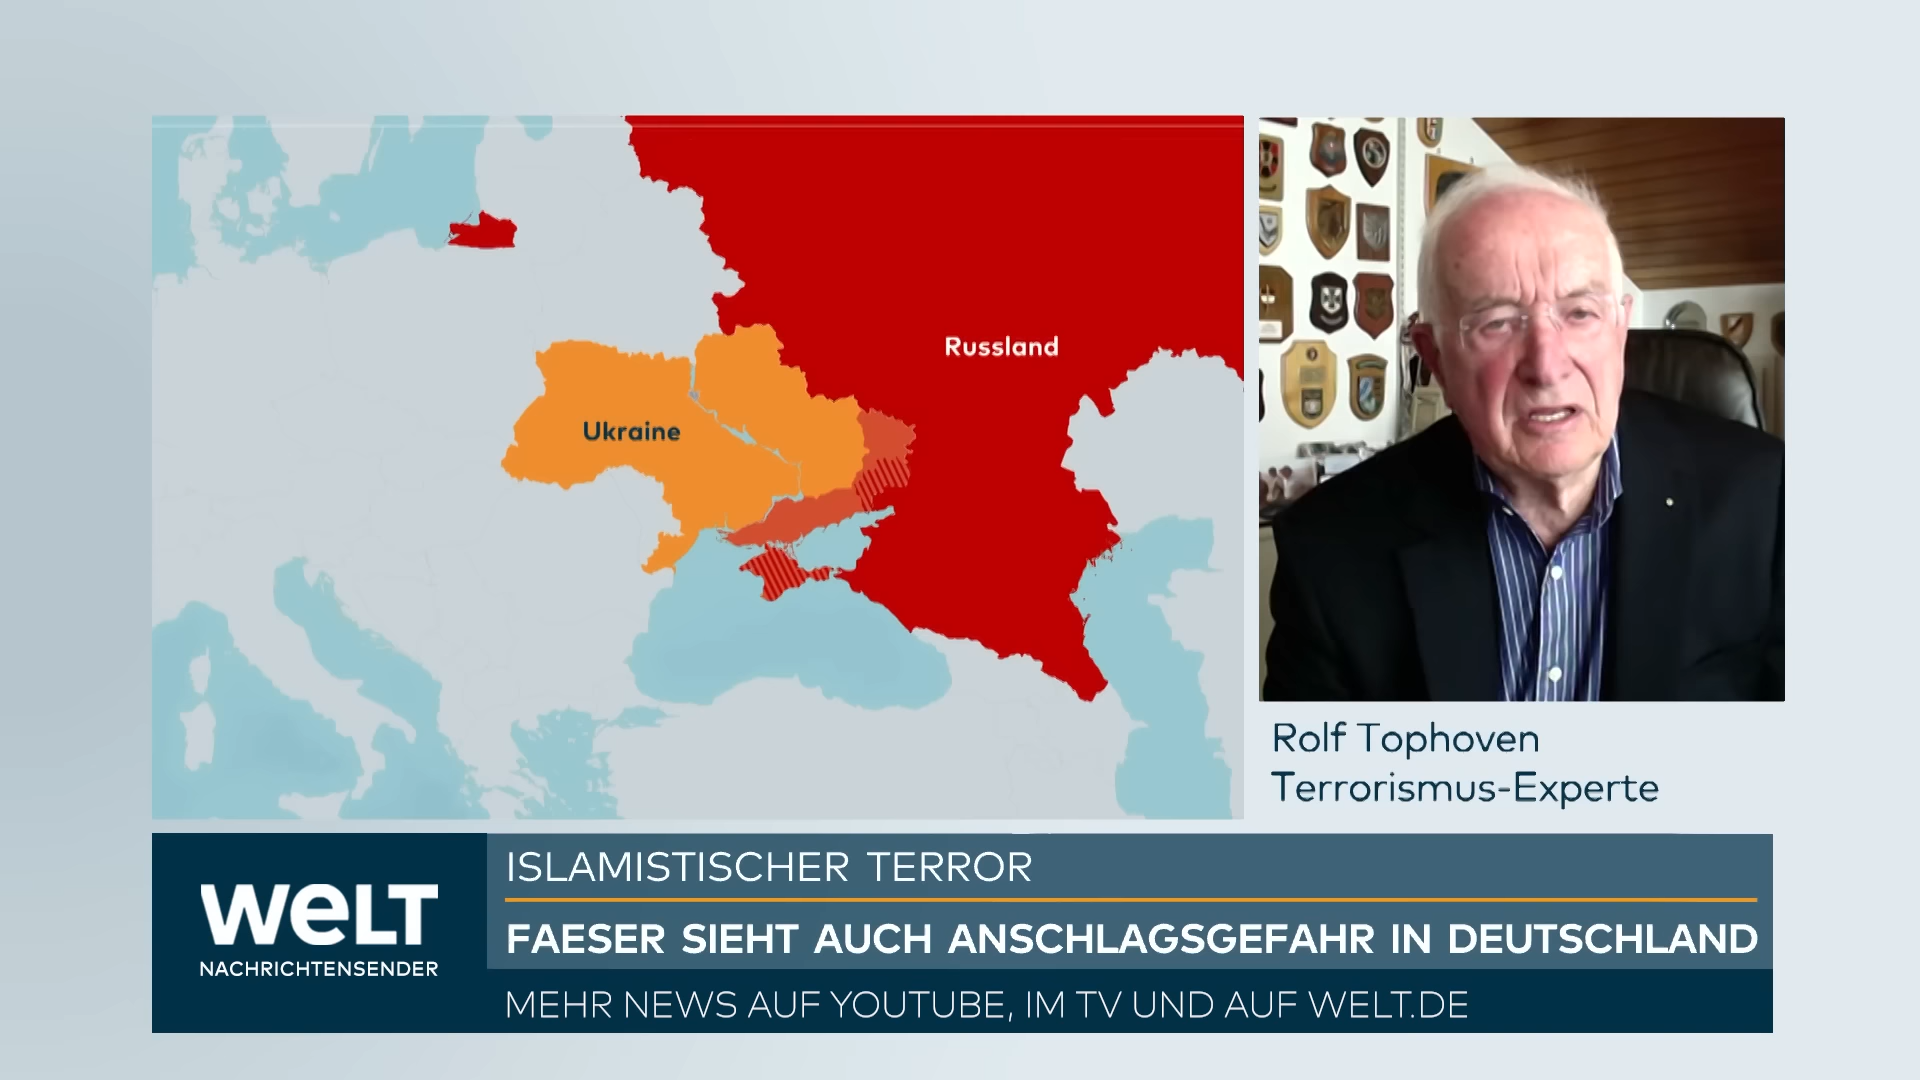 Russland
Ukraine
Rolf Tophoven
Terrorismus-Experte
ISLAMISTISCHER TERROR
FAESER SIEHT AUCH ANSCHLAGSGEFAHR IN DEUTSCHLAND
WELT
NACHRICHTENSENDER
MEHR NEWS AUF YOUTUBE, IM TV UND AUF WELT.DE